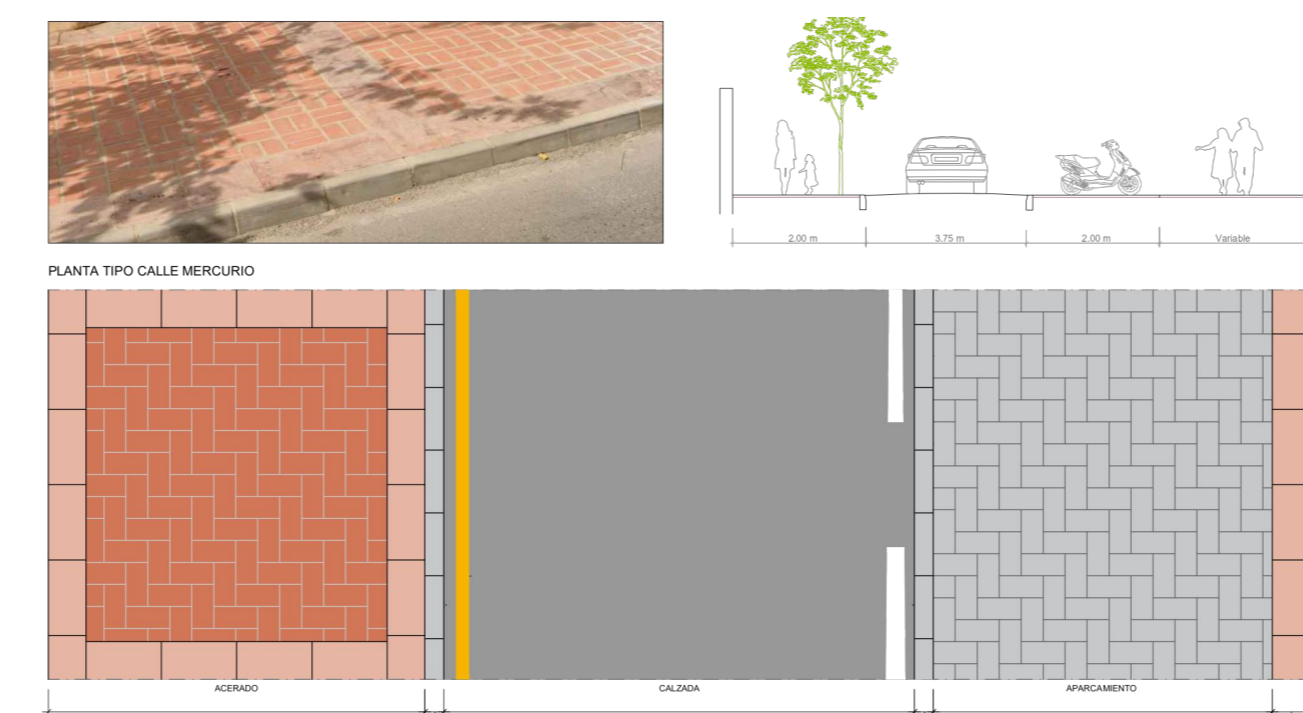 2.00 m 3.75 m 2.00 m Variable
PLANTA TIPO CALLE MERCURIO
ACERADO CALZADA APARCAMIENTO